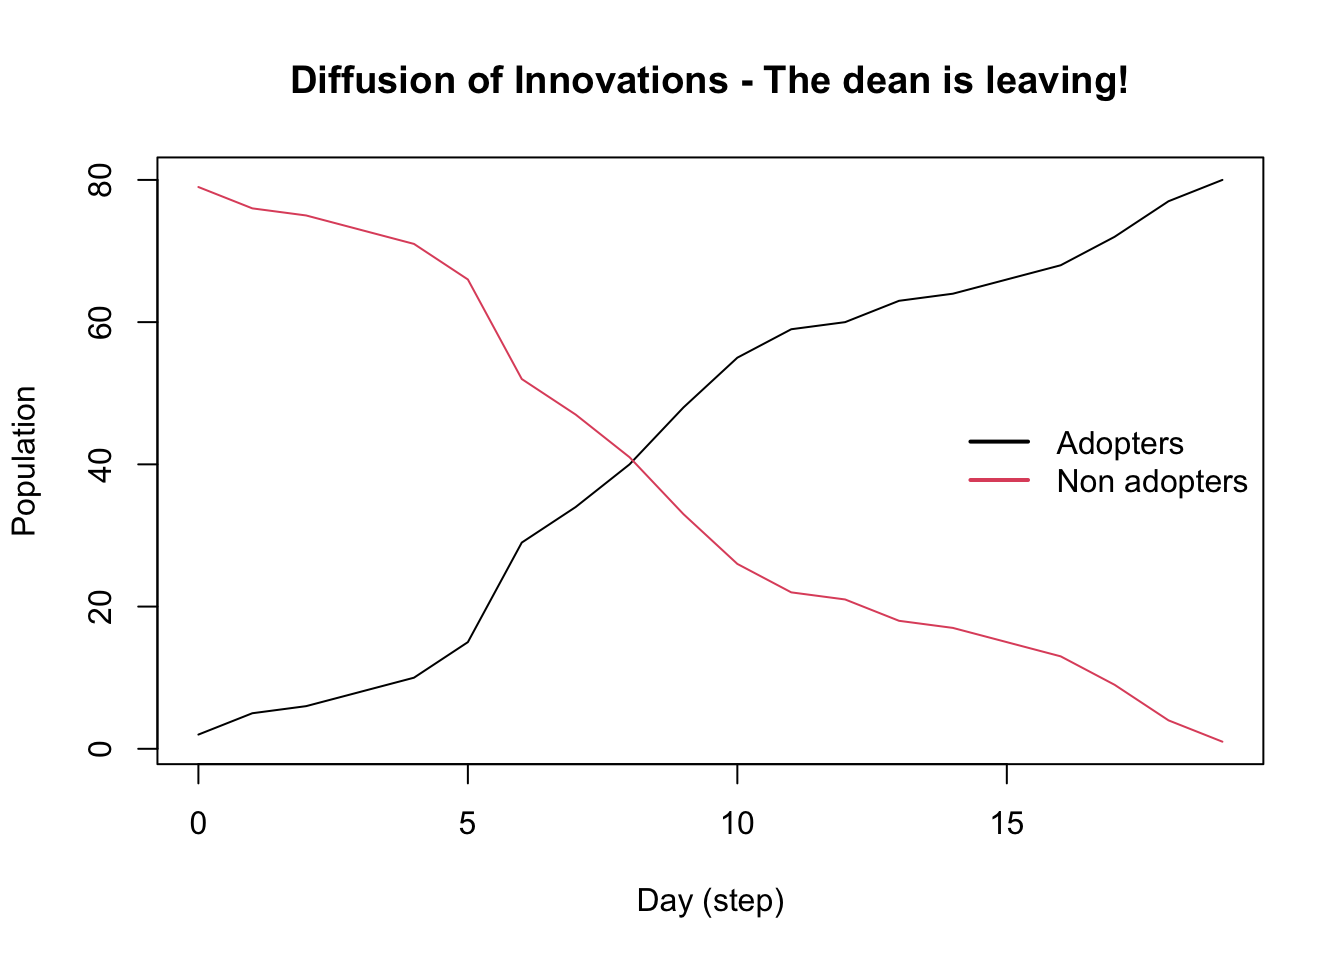 Diffusion of Innovations - The dean is leaving!
Population
80
60
40
20
0
Adopters
Non adopters
0 5 10 15
Day (step)